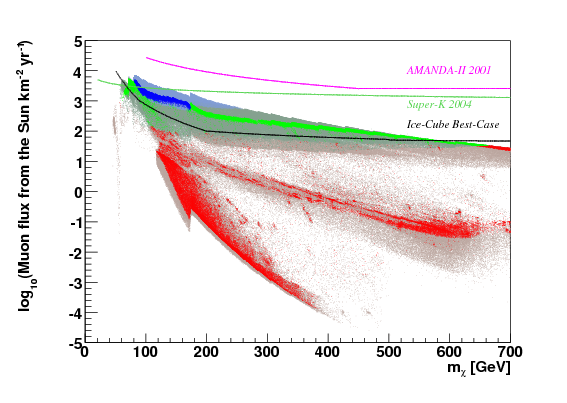 log10(Muon flux from the Sun km-2 yr-1)
5
4
3
2
1
0
-1
-2
-3
-4
-5
AMANDA-II 2001
Super-K 2004
Ice-Cube Best-Case
0 100 200 300 400 500 600 700
mχ [GeV]